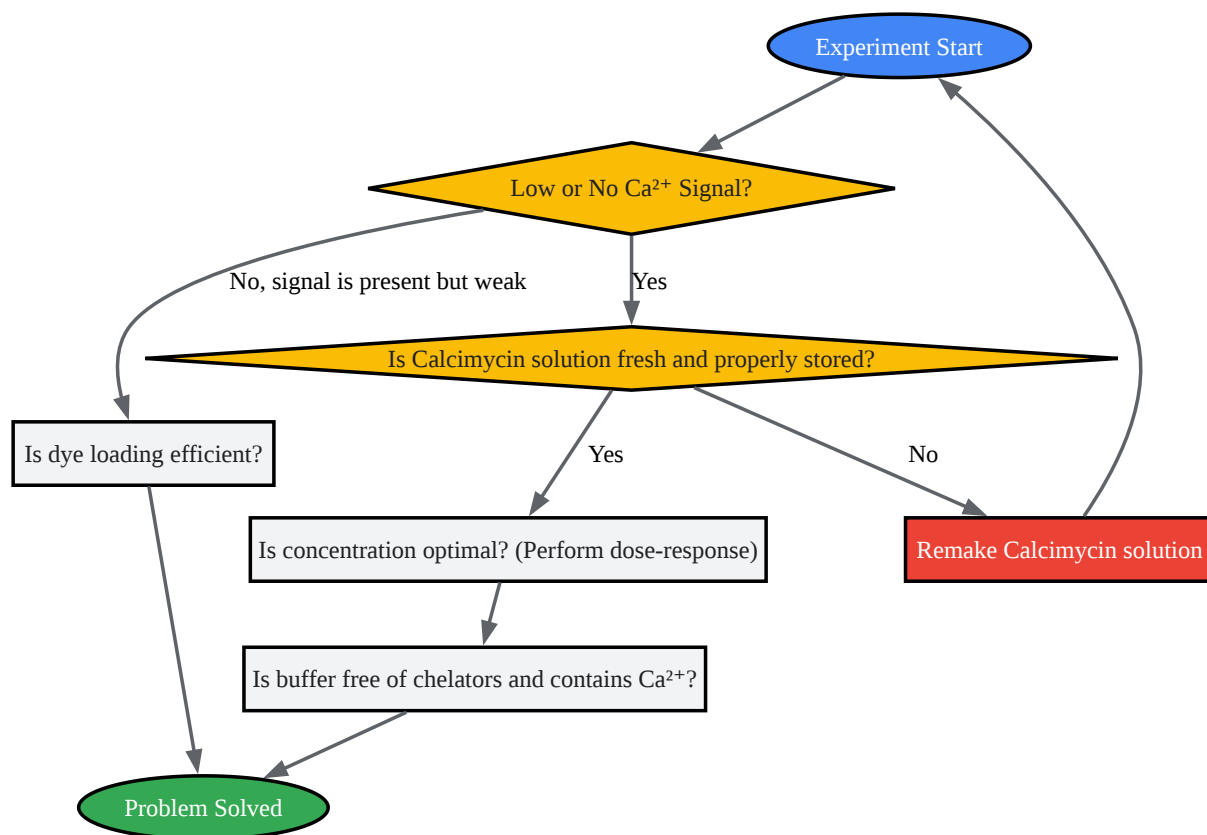 Experiment Start
Low or No Ca²⁺ Signal?
No, signal is present but weak
Yes
Is Calcimycin solution fresh and properly stored?
Is dye loading efficient?
Yes
No
Is concentration optimal? (Perform dose-response)
Remake Calcimycin solution
Is buffer free of chelators and contains Ca²⁺?
Problem Solved